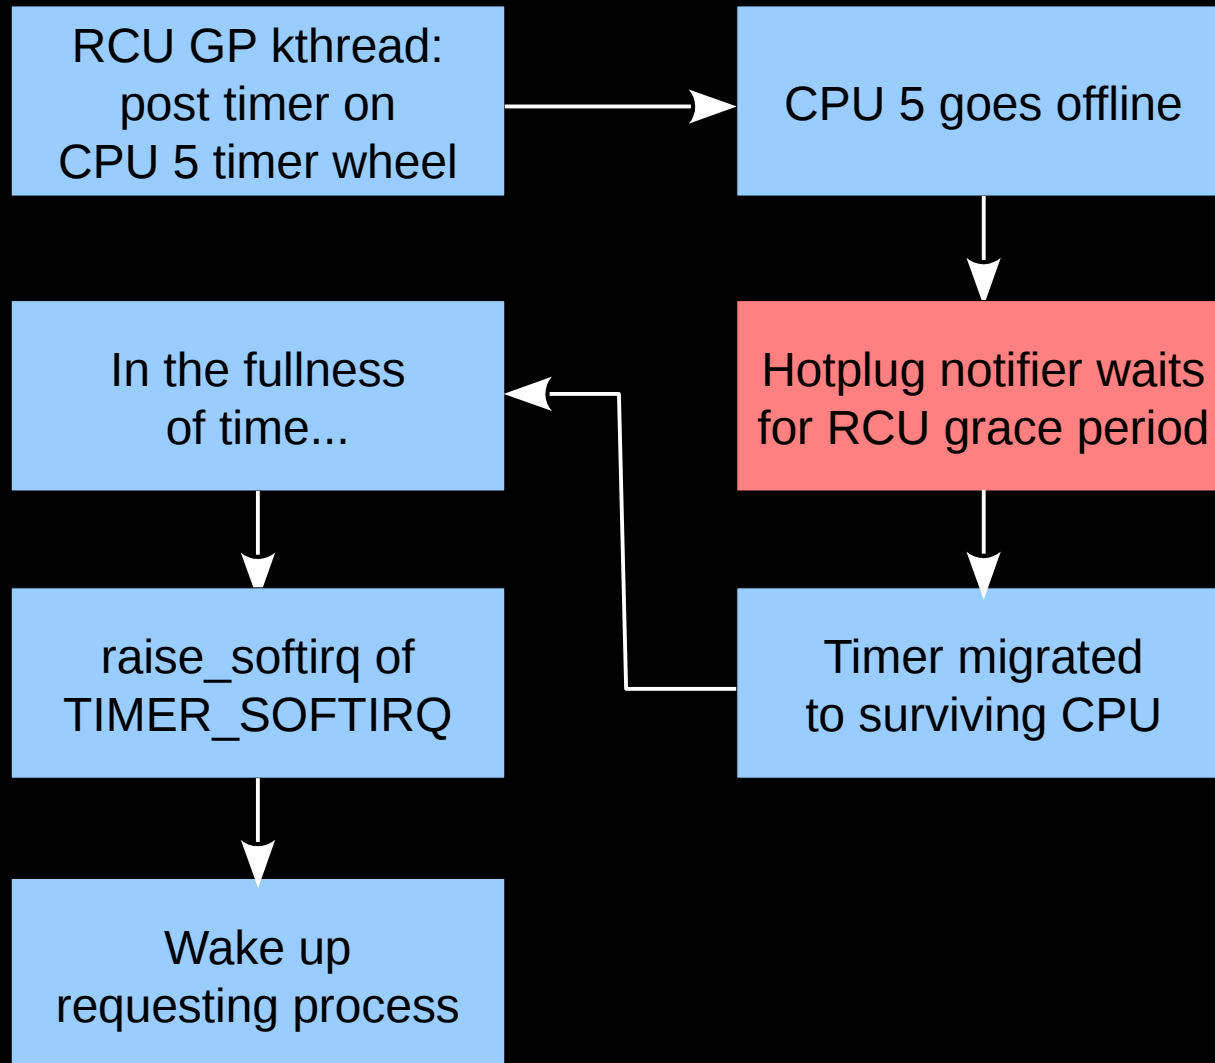 RCU GP kthread:
post timer on
CPU 5 timer wheel
CPU 5 goes offline
Hotplug notifier waits
for RCU grace period
Timer migrated
to surviving CPU
In the fullness
of time...
raise_softirq of
TIMER_SOFTIRQ
Wake up
requesting process